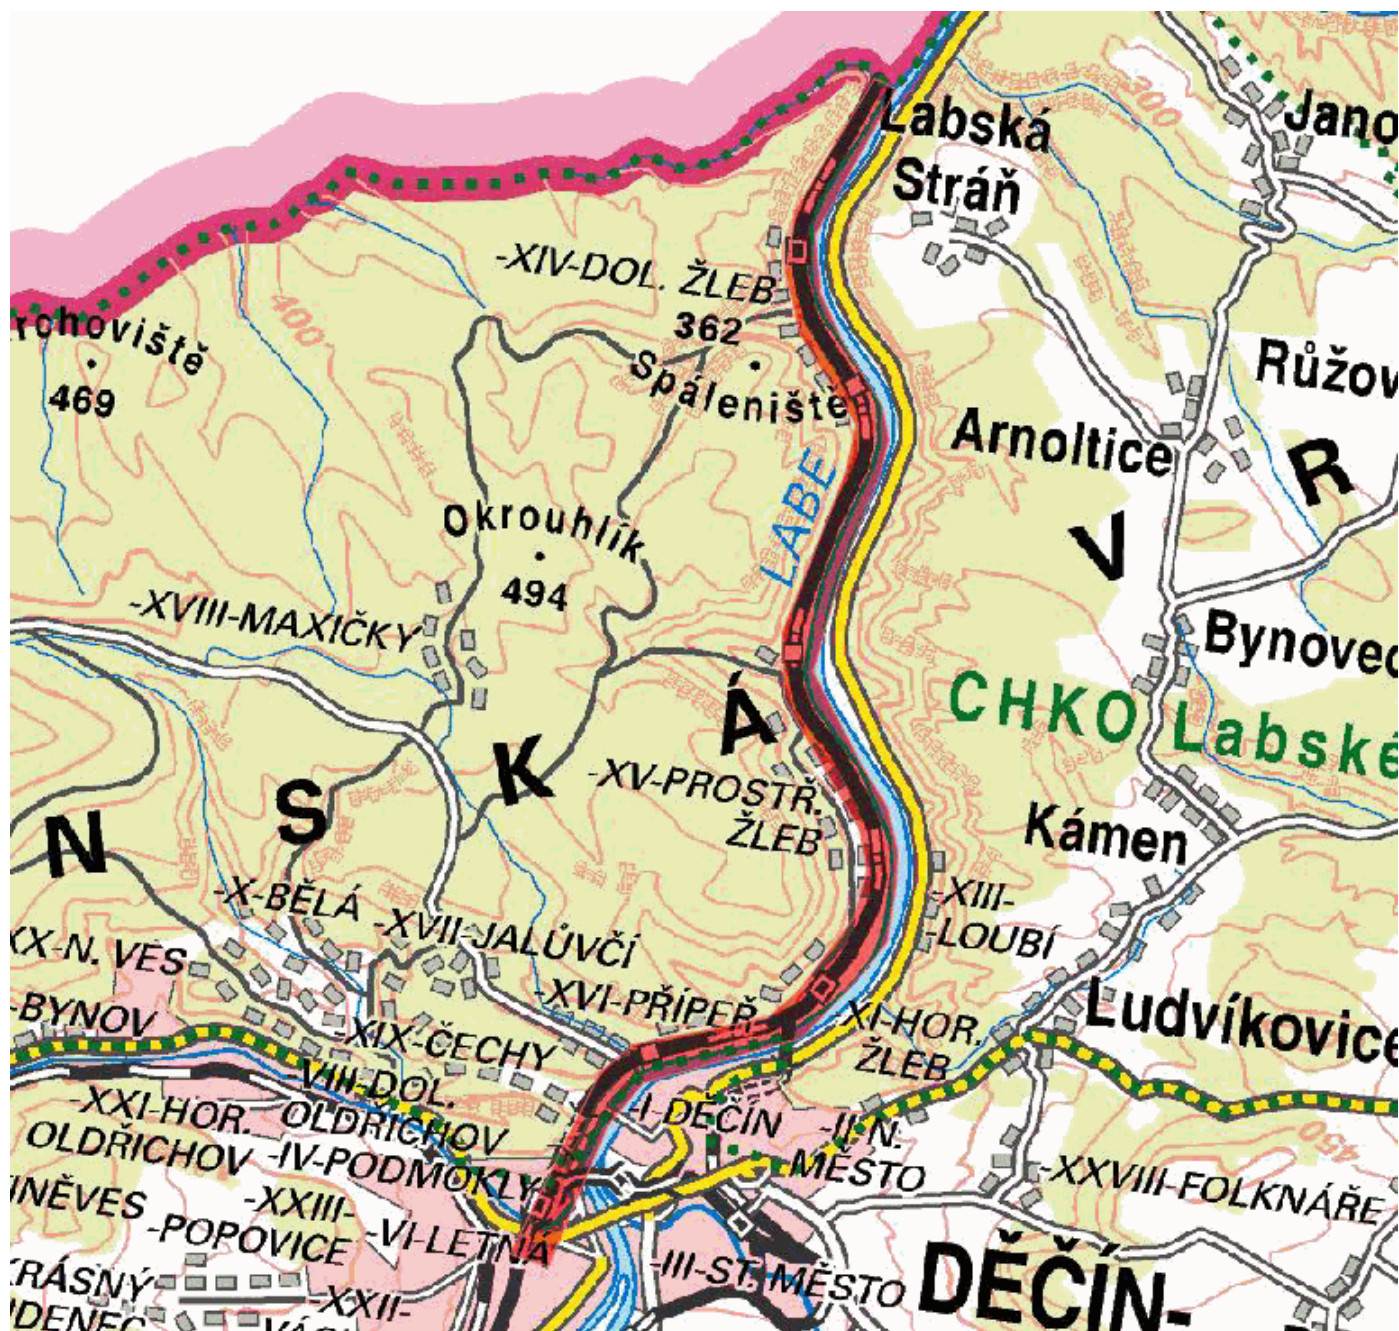 Labská
Stráň
300
Jano
-XIV-DOL. ŽLEB
362
Spáleniště
400
rchoviště
469
Růžov
Arnoltice
R
V
LABE
Okrouhlík
494
-XVIII-MAXIČKY
Bynovec
CHKO Labské
Á
K
S
N
-XV-PROSTŘ.
ŽLEB
Kámen
-X-BĚLÁ
-XVII-JALŮVČÍ
-XIII-
-LOUBÍ
XX-N. VES
-BYNOV
-XVI-PŘÍPEŘ
-XI-HOR.
ŽLEB
Ludvíkovice
-XIX-ČECHY
-VIII-DOL.
OLDŘICHOV
-XXI-HOR.
OLDŘICHOV
-I-DĚČÍN
-II-N.
MĚSTO
450
-IV-PODMOKLY
-XXVIII-FOLKNÁŘE
-XXIII-
-POPOVICE
-VI-LETNÁ
-III-ST. MĚSTO
DĚČÍN-
-XXII-